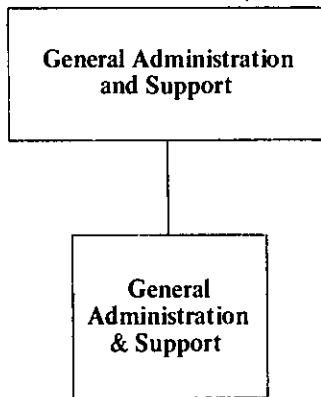 General Administration
and Support
General
Administration
& Support